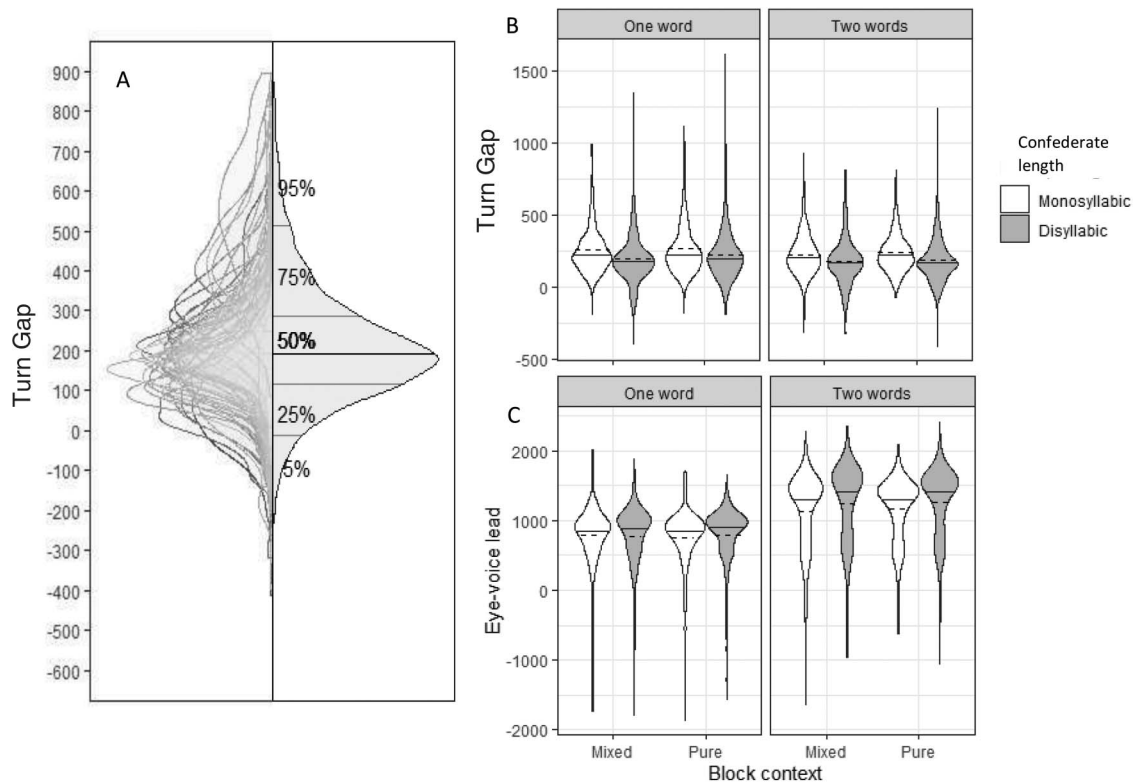 A
Turn Gap
900
800
700
600
500
400
300
200
100
0
-100
-200
-300
-400
-500
-600
95%
75%
50%
25%
5%
B
One word
Two words
Turn Gap
1500
1000
500
0
-500
Confederate
length
Monosyllabic
Disyllabic
C
One word
Two words
Eye-voice lead
2000
1000
0
-1000
-2000
Mixed
Pure
Mixed
Pure
Block context